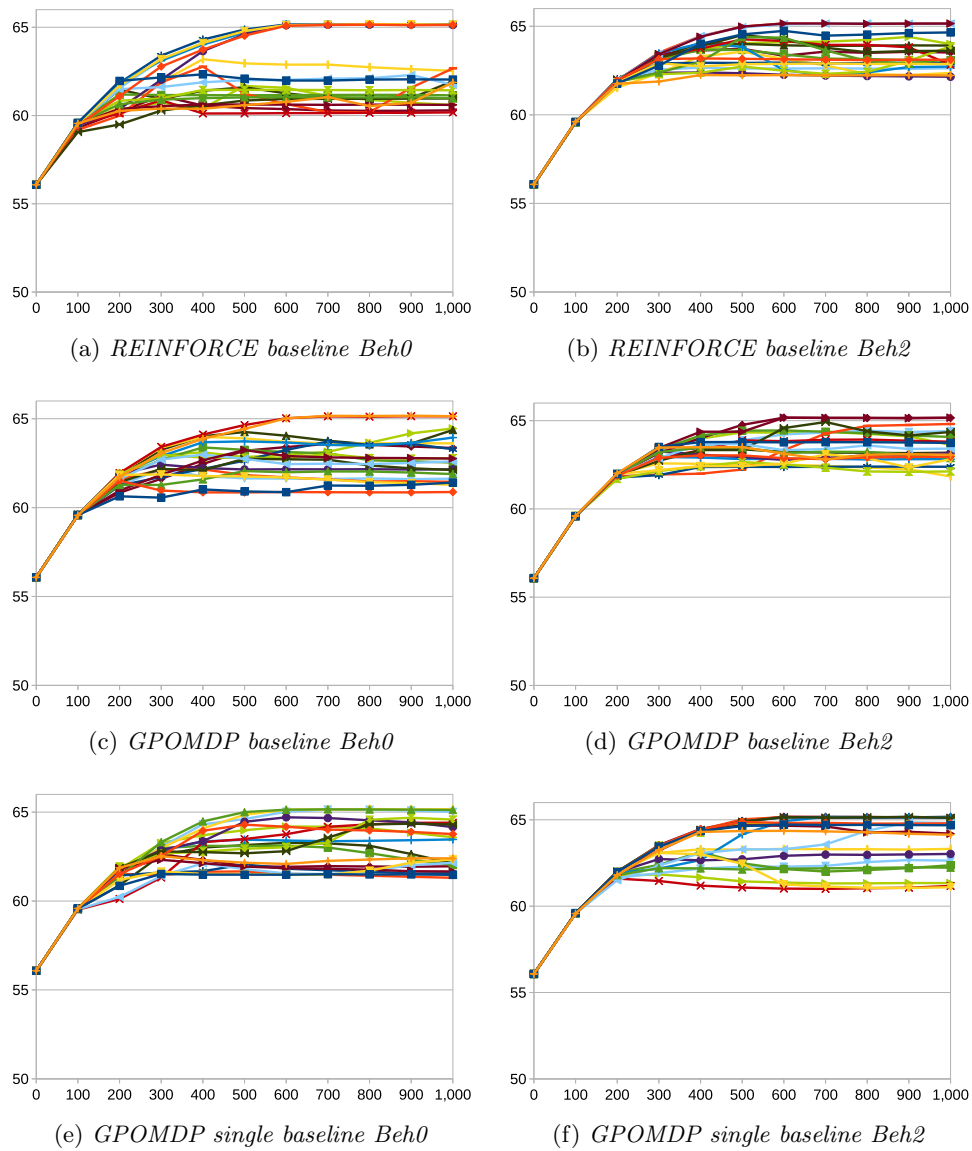 65
60
55
50
0 100 200 300 400 500 600 700 800 900 1,000
(a) REINFORCE baseline Beh0
65
60
55
50
0 100 200 300 400 500 600 700 800 900 1,000
(b) REINFORCE baseline Beh2
65
60
55
50
0 100 200 300 400 500 600 700 800 900 1,000
(c) GPOMDP baseline Beh0
65
60
55
50
0 100 200 300 400 500 600 700 800 900 1,000
(d) GPOMDP baseline Beh2
65
60
55
50
0 100 200 300 400 500 600 700 800 900 1,000
(e) GPOMDP single baseline Beh0
65
60
55
50
0 100 200 300 400 500 600 700 800 900 1,000
(f) GPOMDP single baseline Beh2